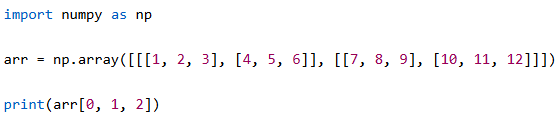 import numpy as np
arr = np.array([[[1, 2, 3], [4, 5, 6]], [[7, 8, 9], [10, 11, 12]]])
print(arr[0, 1, 2])